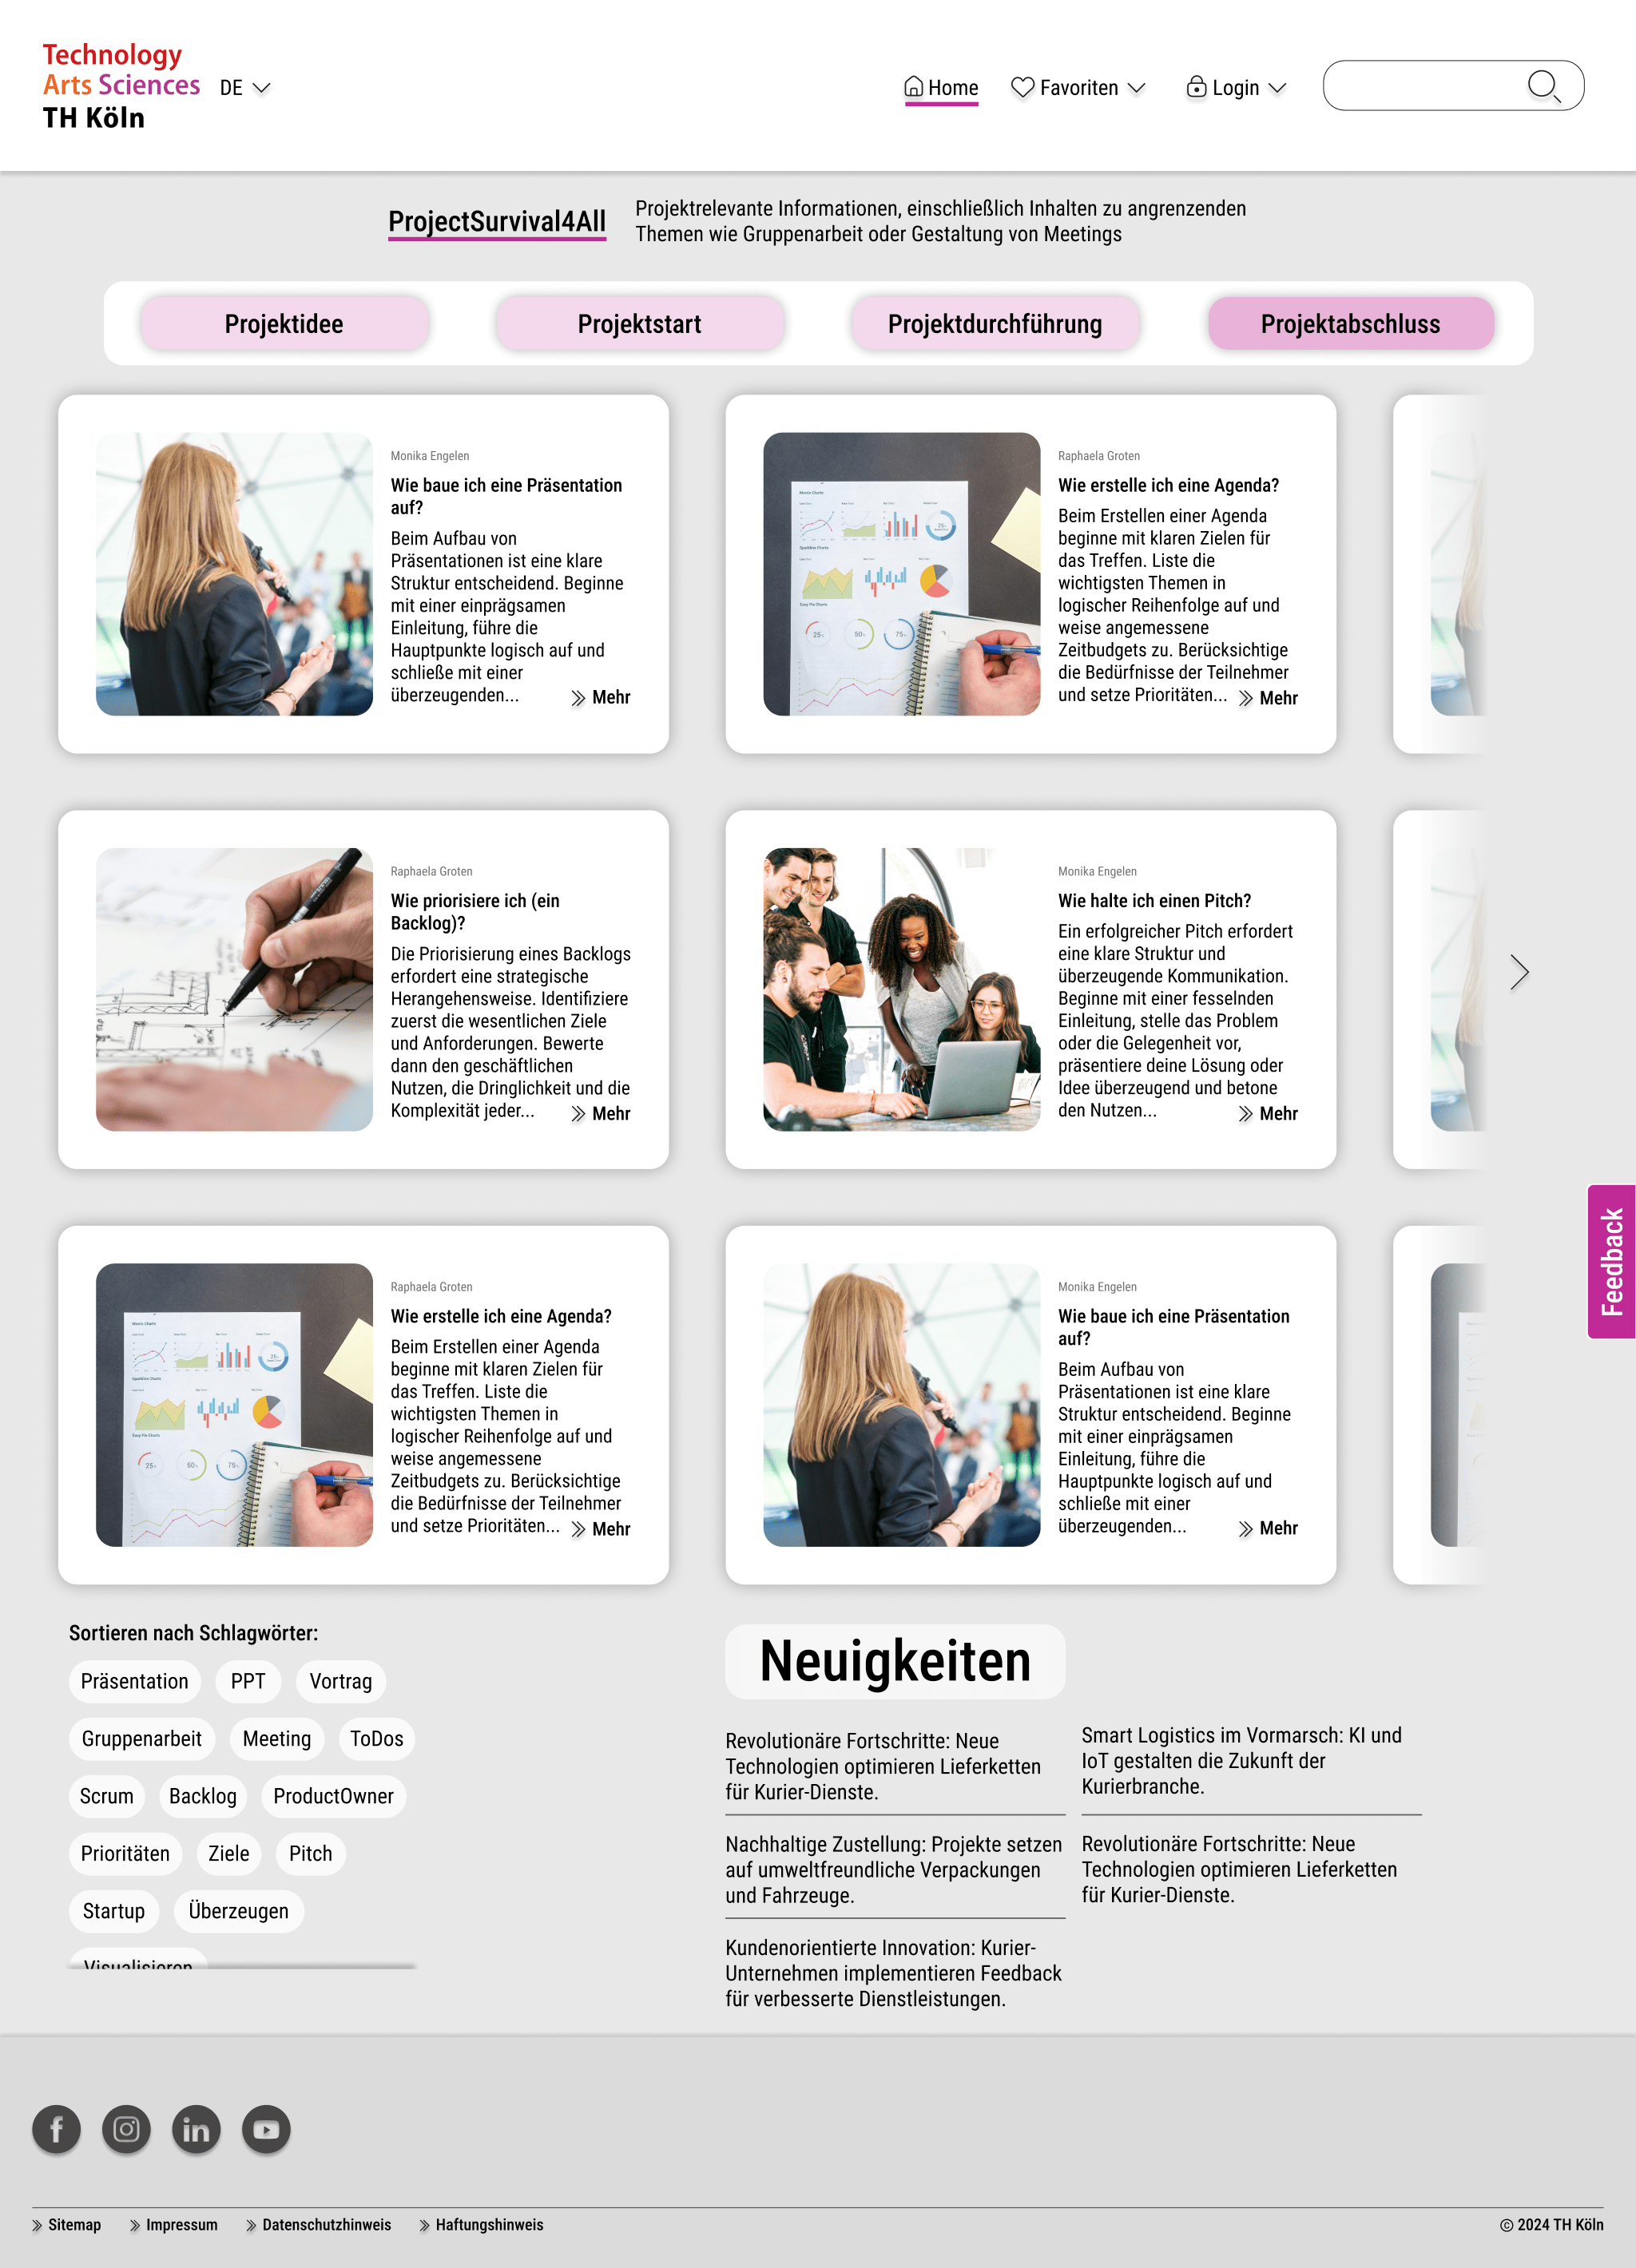 Technology
Arts Sciences
TH Köln
DE
Home
Favoriten
Login
ProjectSurvival4All
Projektrelevante Informationen, einschließlich Inhalten zu angrenzenden
Themen wie Gruppenarbeit oder Gestaltung von Meetings
Projektidee
Projektstart
Projektdurchführung
Projektabschluss
Monika Engelen
Wie baue ich eine Präsentation
auf?
Beim Aufbau von
Präsentationen ist eine klare
Struktur entscheidend. Beginne
mit einer einprägsamen
Einleitung, führe die
Hauptpunkte logisch auf und
schließe mit einer
überzeugenden...
Mehr
Raphaela Groten
Wie erstelle ich eine Agenda?
Beim Erstellen einer Agenda
beginne mit klaren Zielen für
das Treffen. Liste die
wichtigsten Themen in
logischer Reihenfolge auf und
weise angemessene
Zeitbudgets zu. Berücksichtige
die Bedürfnisse der Teilnehmer
und setze Prioritäten...
Mehr
25%
50%
75%
Raphaela Groten
Wie priorisiere ich (ein
Backlog)?
Die Priorisierung eines Backlogs
erfordert eine strategische
Herangehensweise. Identifiziere
zuerst die wesentlichen Ziele
und Anforderungen. Bewerte
dann den geschäftlichen
Nutzen, die Dringlichkeit und die
Komplexität jeder...
Mehr
Monika Engelen
Wie halte ich einen Pitch?
Ein erfolgreicher Pitch erfordert
eine klare Struktur und
überzeugende Kommunikation.
Beginne mit einer fesselnden
Einleitung, stelle das Problem
oder die Gelegenheit vor,
präsentiere deine Lösung oder
Idee überzeugend und betone
den Nutzen...
Mehr
Feedback
Raphaela Groten
Wie erstelle ich eine Agenda?
Beim Erstellen einer Agenda
beginne mit klaren Zielen für
das Treffen. Liste die
wichtigsten Themen in
logischer Reihenfolge auf und
weise angemessene
Zeitbudgets zu. Berücksichtige
die Bedürfnisse der Teilnehmer
und setze Prioritäten...
Mehr
25%
50%
75%
Monika Engelen
Wie baue ich eine Präsentation
auf?
Beim Aufbau von
Präsentationen ist eine klare
Struktur entscheidend. Beginne
mit einer einprägsamen
Einleitung, führe die
Hauptpunkte logisch auf und
schließe mit einer
überzeugenden...
Mehr
Sortieren nach Schlagwörter:
Präsentation
PPT
Vortrag
Gruppenarbeit
Meeting
ToDos
Scrum
Backlog
ProductOwner
Prioritäten
Ziele
Pitch
Startup
Überzeugen
Visualisieren
Neuigkeiten
Revolutionäre Fortschritte: Neue
Technologien optimieren Lieferketten
für Kurier-Dienste.
Nachhaltige Zustellung: Projekte setzen
auf umweltfreundliche Verpackungen
und Fahrzeuge.
Kundenorientierte Innovation: Kurier-
Unternehmen implementieren Feedback
für verbesserte Dienstleistungen.
Smart Logistics im Vormarsch: KI und
IoT gestalten die Zukunft der
Kurierbranche.
Revolutionäre Fortschritte: Neue
Technologien optimieren Lieferketten
für Kurier-Dienste.
Sitemap
Impressum
Datenschutzhinweis
Haftungshinweis
© 2024 TH Köln